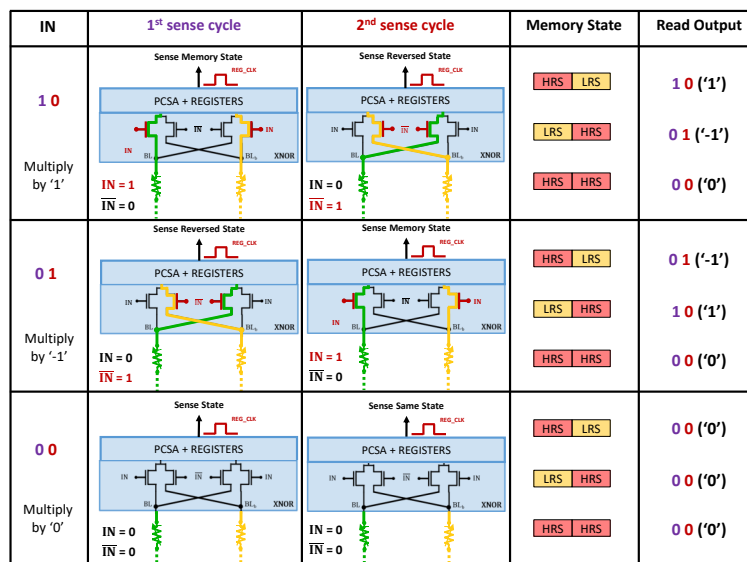 IN 1st sense cycle 2nd sense cycle Memory State Read Output
1 0
Multiply
by ‘1’
Sense Memory State
REG_CLK
PCSA + REGISTERS
IN
IN
IN
IN
BL
BLb
XNOR
IN = 1
IN = 0
Sense Reversed State
REG_CLK
PCSA + REGISTERS
IN
IN
IN
BL
BLb
XNOR
IN = 0
IN = 1
HRS LRS
LRS HRS
HRS HRS
1 0 (‘1’)
0 1 (‘-1’)
0 0 (‘0’)
0 1
Multiply
by ‘-1’
Sense Reversed State
REG_CLK
PCSA + REGISTERS
IN
IN
IN
BL
BLb
XNOR
IN = 0
IN = 1
Sense Memory State
REG_CLK
PCSA + REGISTERS
IN
IN
IN
BL
BLb
XNOR
IN = 1
IN = 0
HRS LRS
LRS HRS
HRS HRS
0 1 (‘-1’)
1 0 (‘1’)
0 0 (‘0’)
0 0
Multiply
by ‘0’
Sense State
REG_CLK
PCSA + REGISTERS
IN
IN
IN
BL
BLb
XNOR
IN = 0
IN = 0
Sense Same State
REG_CLK
PCSA + REGISTERS
IN
IN
IN
BL
BLb
XNOR
IN = 0
IN = 0
HRS LRS
LRS HRS
HRS HRS
0 0 (‘0’)
0 0 (‘0’)
0 0 (‘0’)